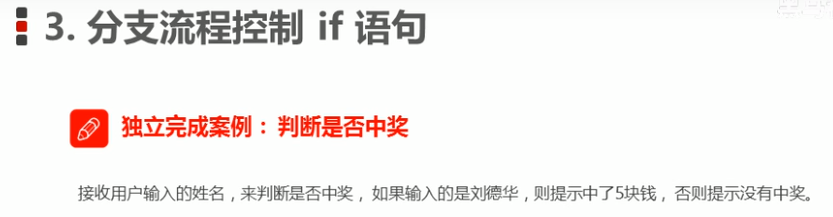 3. 分支流程控制 if 语句
独立完成案例：判断是否中奖
接收用户输入的姓名，来判断是否中奖，如果输入的是刘德华，则提示中了5块钱，否则提示没有中奖。